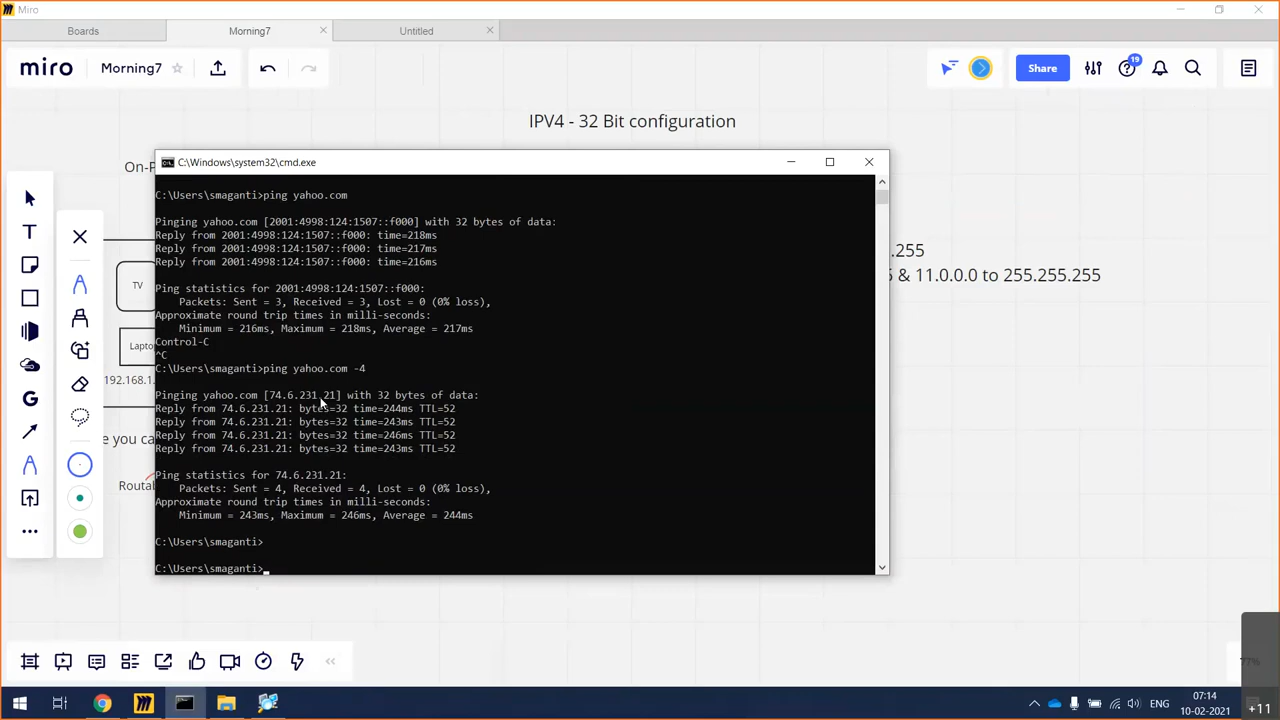 Miro
Boards
Morning7
Untitled
miro
Morning7
19
Share
IPV4 - 32 Bit configuration
On-P
C:\Windows\system32\cmd.exe
C:\Users\smaganti>ping yahoo.com
Pinging yahoo.com [2001:4998:124:1507::f000] with 32 bytes of data:
Reply from 2001:4998:124:1507::f000: time=218ms
Reply from 2001:4998:124:1507::f000: time=217ms
Reply from 2001:4998:124:1507::f000: time=216ms
Ping statistics for 2001:4998:124:1507::f000:
Packets: Sent = 3, Received = 3, Lost = 0 (0% loss),
Approximate round trip times in milli-seconds:
Minimum = 216ms, Maximum = 218ms, Average = 217ms
Control-C
^C
C:\Users\smaganti>ping yahoo.com -4
Pinging yahoo.com [74.6.231.21] with 32 bytes of data:
Reply from 74.6.231.21: bytes=32 time=244ms TTL=52
Reply from 74.6.231.21: bytes=32 time=243ms TTL=52
Reply from 74.6.231.21: bytes=32 time=246ms TTL=52
Reply from 74.6.231.21: bytes=32 time=243ms TTL=52
Ping statistics for 74.6.231.21:
Packets: Sent = 4, Received = 4, Lost = 0 (0% loss),
Approximate round trip times in milli-seconds:
Minimum = 243ms, Maximum = 246ms, Average = 244ms
C:\Users\smaganti>
C:\Users\smaganti>
.255
5 & 11.0.0.0 to 255.255.255
TV
Lapto
192.168.1.
e you ca
Routa
77%
ENG
07:14
10-02-2021
+11